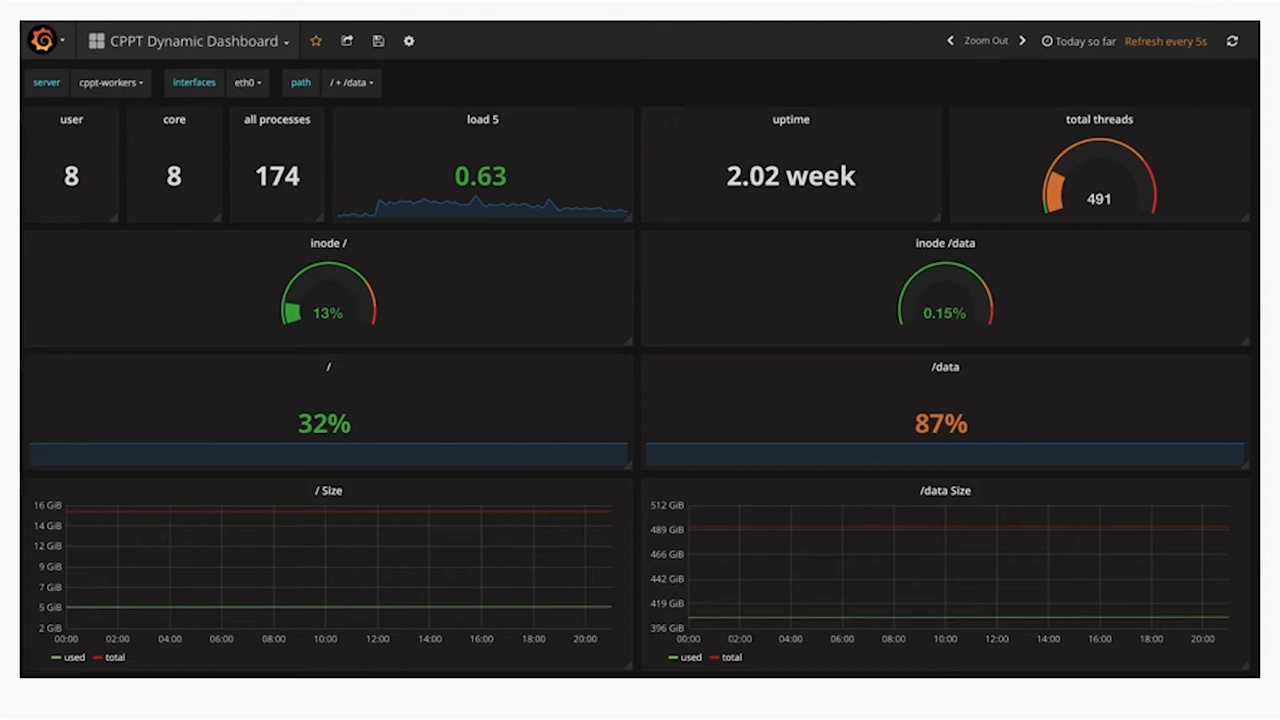 CPPT Dynamic Dashboard
Zoom Out
Today so far
Refresh every 5s
server
cppt-workers
interfaces
eth0
path
/ + /data
user
8
core
8
all processes
174
load 5
0.63
uptime
2.02 week
total threads
491
inode /
13%
inode /data
0.15%
/
32%
/data
87%
/ Size
16 GiB
14 GiB
12 GiB
9 GiB
7 GiB
5 GiB
2 GiB
00:00 02:00 04:00 06:00 08:00 10:00 12:00 14:00 16:00 18:00 20:00
used total
/data Size
512 GiB
489 GiB
466 GiB
442 GiB
419 GiB
396 GiB
00:00 02:00 04:00 06:00 08:00 10:00 12:00 14:00 16:00 18:00 20:00
used total